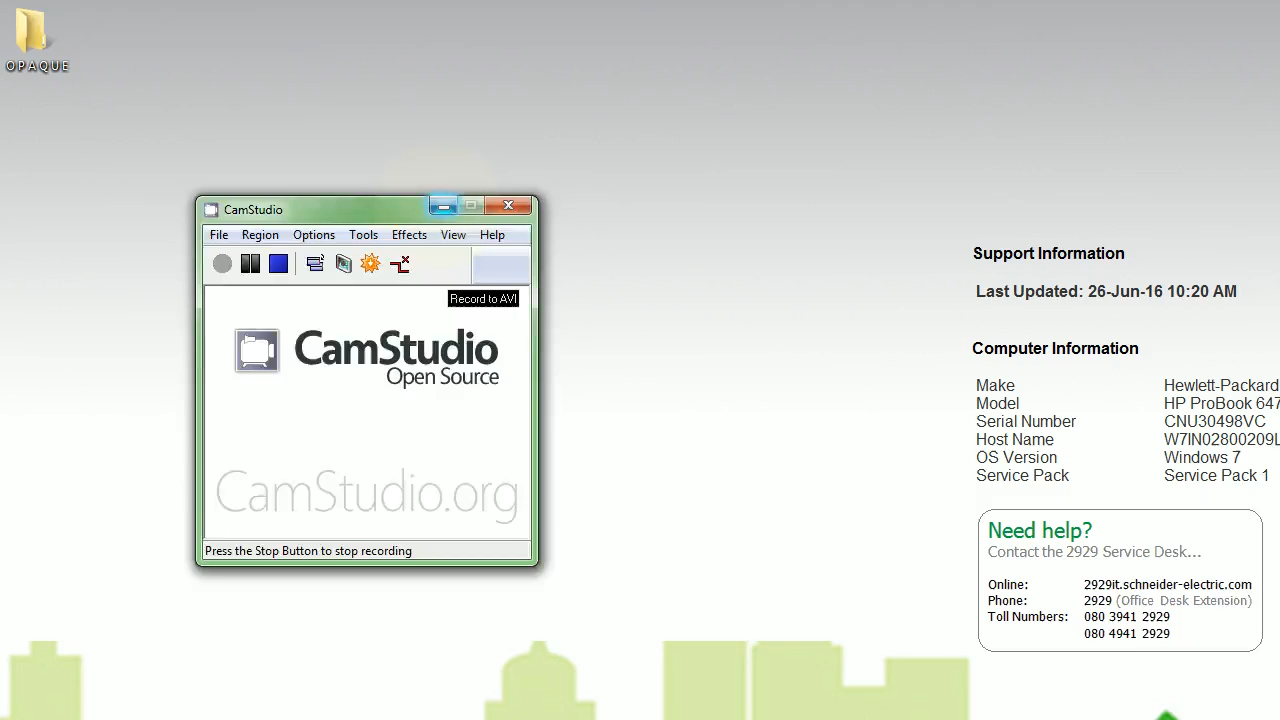 OPAQUE
CamStudio
File Region Options Tools Effects View Help
Record to AVI
CamStudio
Open Source
CamStudio.org
Press the Stop Button to stop recording
Support Information
Last Updated: 26-Jun-16 10:20 AM
Computer Information
Make Hewlett-Packard
Model HP ProBook 647
Serial Number CNU30498VC
Host Name W7IN02800209L
OS Version Windows 7
Service Pack Service Pack 1
Need help?
Contact the 2929 Service Desk...
Online: 2929it.schneider-electric.com
Phone: 2929 (Office Desk Extension)
Toll Numbers: 080 3941 2929
080 4941 2929